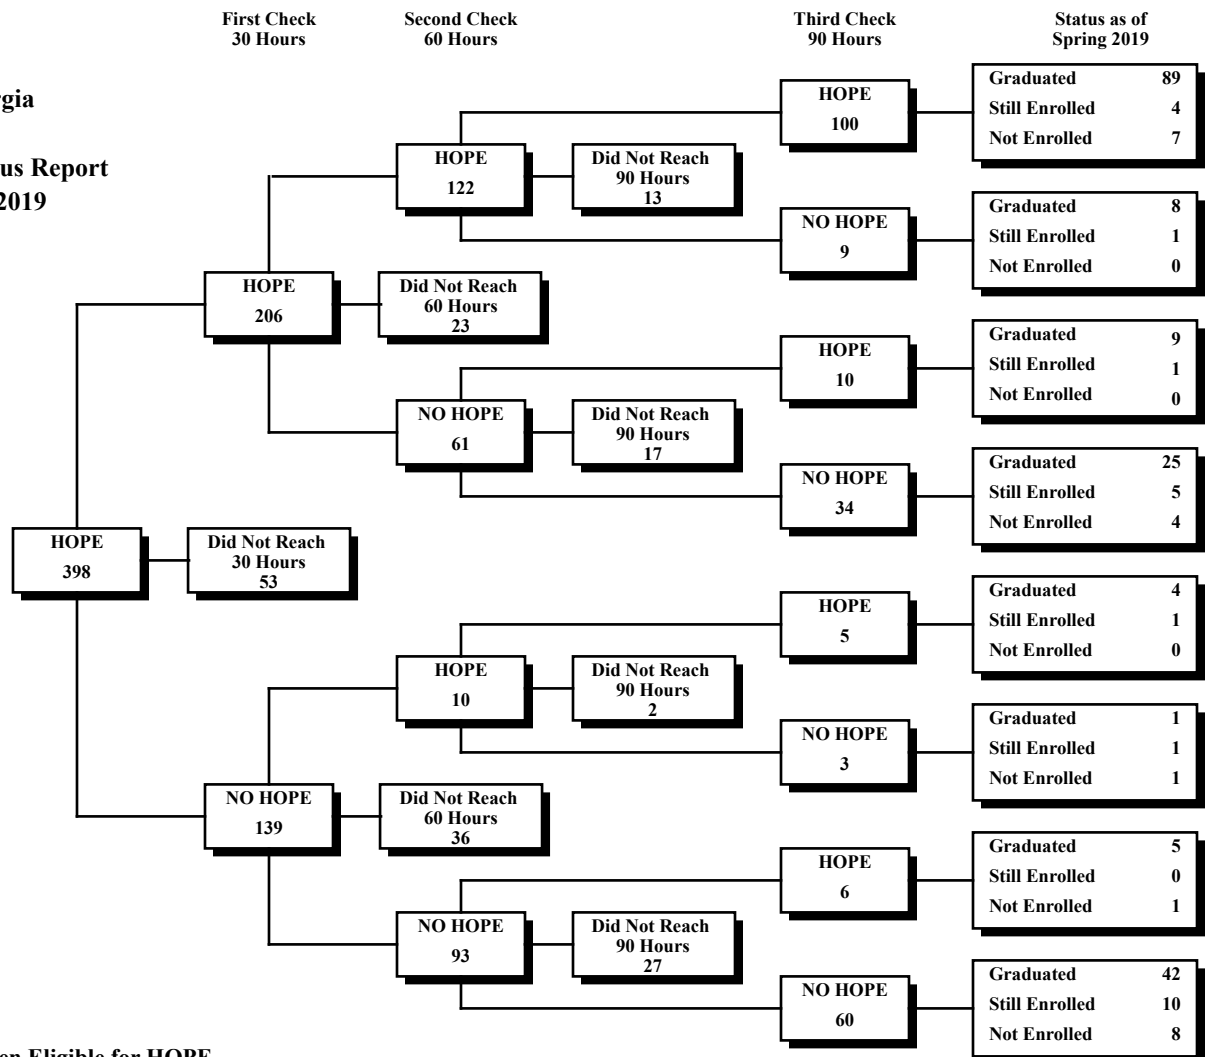 First Check
30 Hours
Second Check
60 Hours
Third Check
90 Hours
Status as of
Spring 2019
us Report
2019
HOPE
398
Did Not Reach
30 Hours
53
HOPE
206
Did Not Reach
60 Hours
23
NO HOPE
139
Did Not Reach
60 Hours
36
HOPE
122
Did Not Reach
90 Hours
13
NO HOPE
61
Did Not Reach
90 Hours
17
HOPE
10
Did Not Reach
90 Hours
2
NO HOPE
93
Did Not Reach
90 Hours
27
HOPE
100
Graduated 89
Still Enrolled 4
Not Enrolled 7
NO HOPE
9
Graduated 8
Still Enrolled 1
Not Enrolled 0
HOPE
10
Graduated 9
Still Enrolled 1
Not Enrolled 0
NO HOPE
34
Graduated 25
Still Enrolled 5
Not Enrolled 4
HOPE
5
Graduated 4
Still Enrolled 1
Not Enrolled 0
NO HOPE
3
Graduated 1
Still Enrolled 1
Not Enrolled 1
HOPE
6
Graduated 5
Still Enrolled 0
Not Enrolled 1
NO HOPE
60
Graduated 42
Still Enrolled 10
Not Enrolled 8
Eligible for HOPE